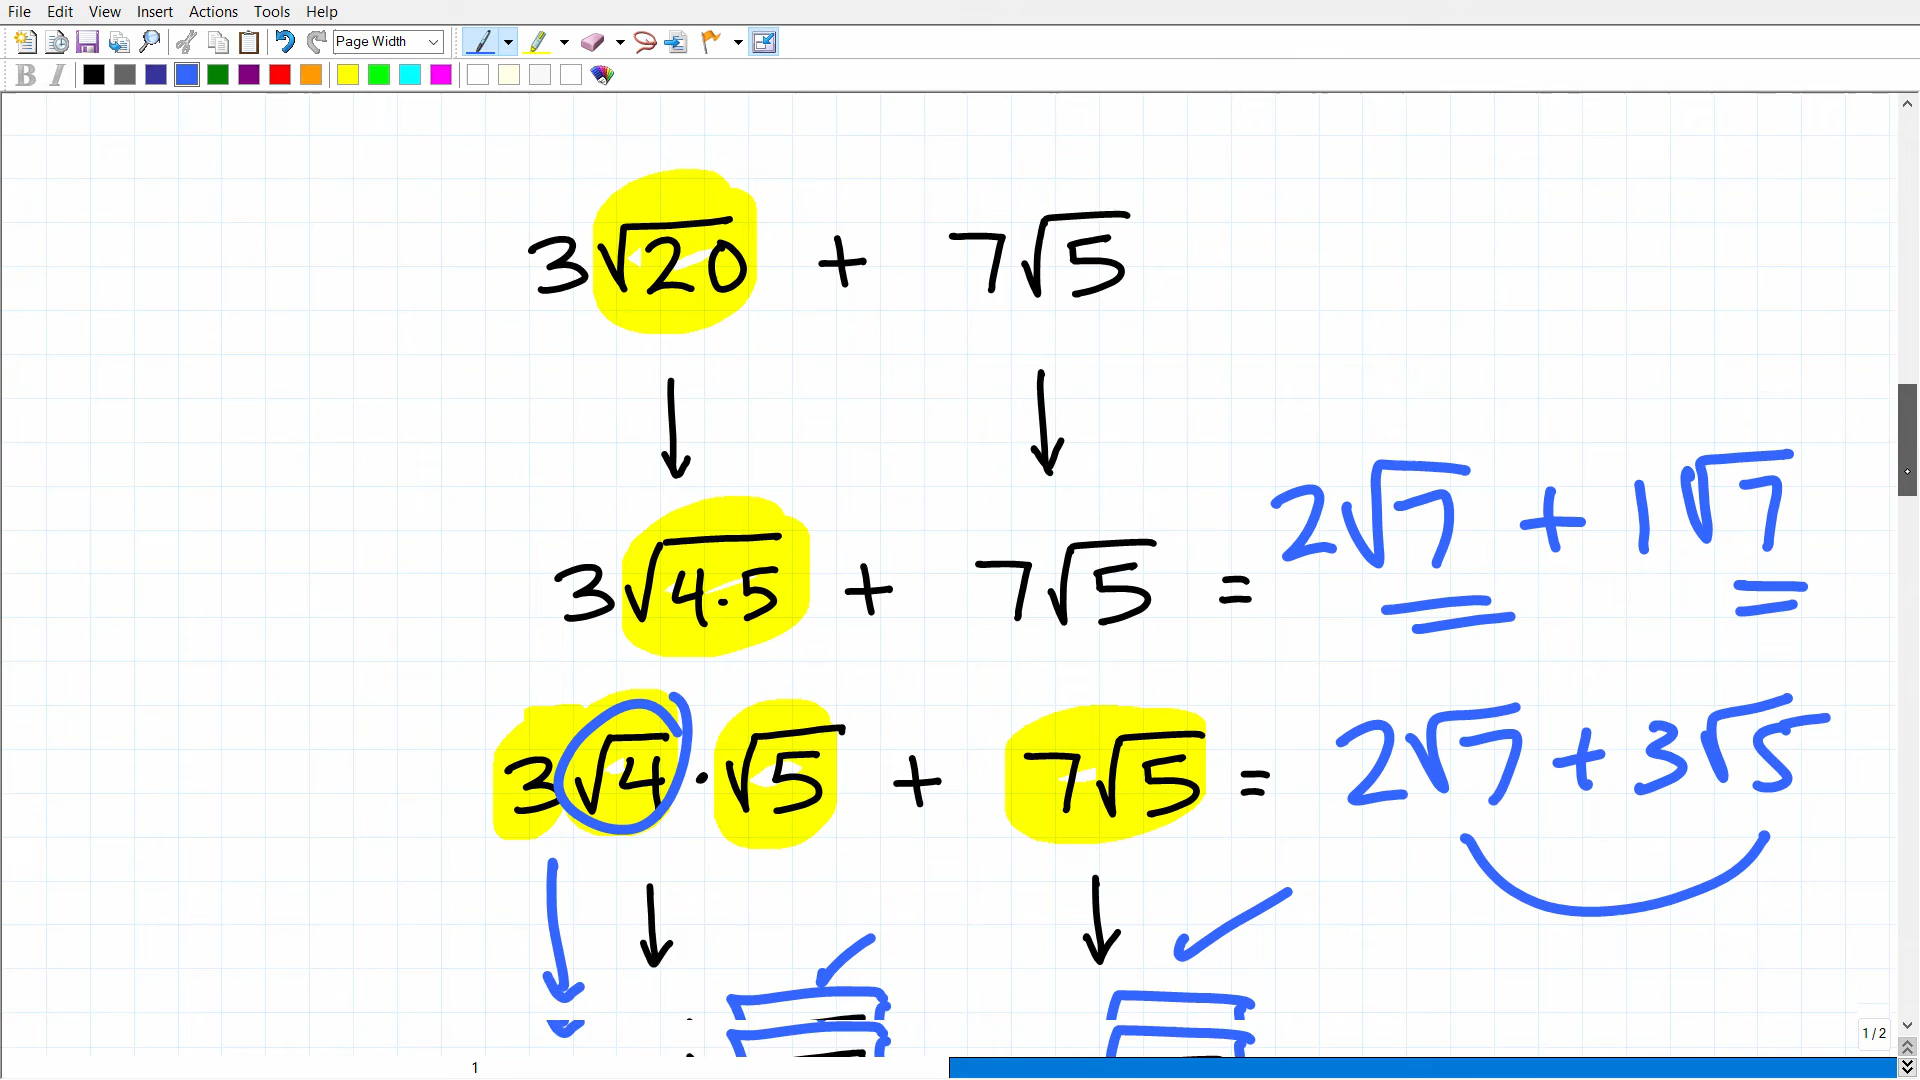 File Edit View Insert Actions Tools Help
Page Width
B I
3√20 + 7√5
3√4·5 + 7√5 =
2√7 + 1√7
3√4 · √5 + 7√5 =
2√7 + 3√5
1/2
1